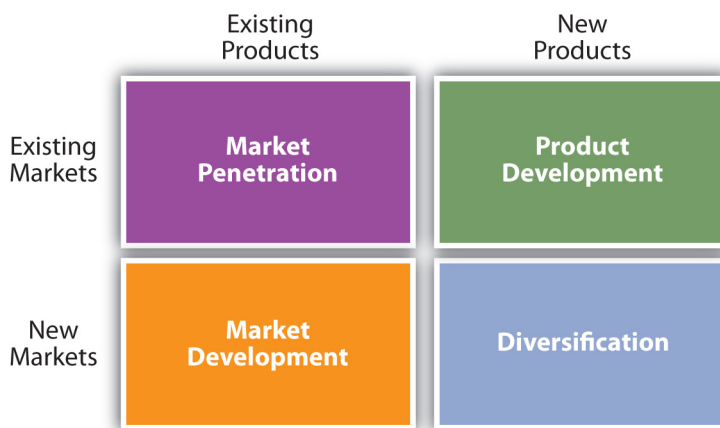 Existing
Products
New
Products
Existing
Markets
Market
Penetration
Product
Development
New
Markets
Market
Development
Diversification